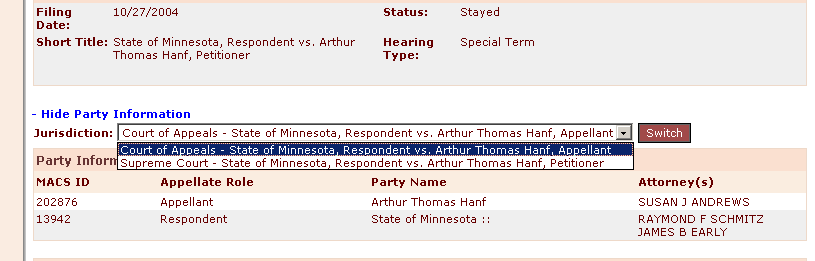 Filing Date: 10/27/2004 Status: Stayed
Short Title: State of Minnesota, Respondent vs. Arthur Thomas Hanf, Petitioner Hearing Type: Special Term
- Hide Party Information
Jurisdiction: Court of Appeals - State of Minnesota, Respondent vs. Arthur Thomas Hanf, Appellant Switch
Court of Appeals - State of Minnesota, Respondent vs. Arthur Thomas Hanf, Appellant
Supreme Court - State of Minnesota, Respondent vs. Arthur Thomas Hanf, Petitioner
Party Inform
MACS ID Appellate Role Party Name Attorney(s)
202876 Appellant Arthur Thomas Hanf SUSAN J ANDREWS
13942 Respondent State of Minnesota :: RAYMOND F SCHMITZ
JAMES B EARLY